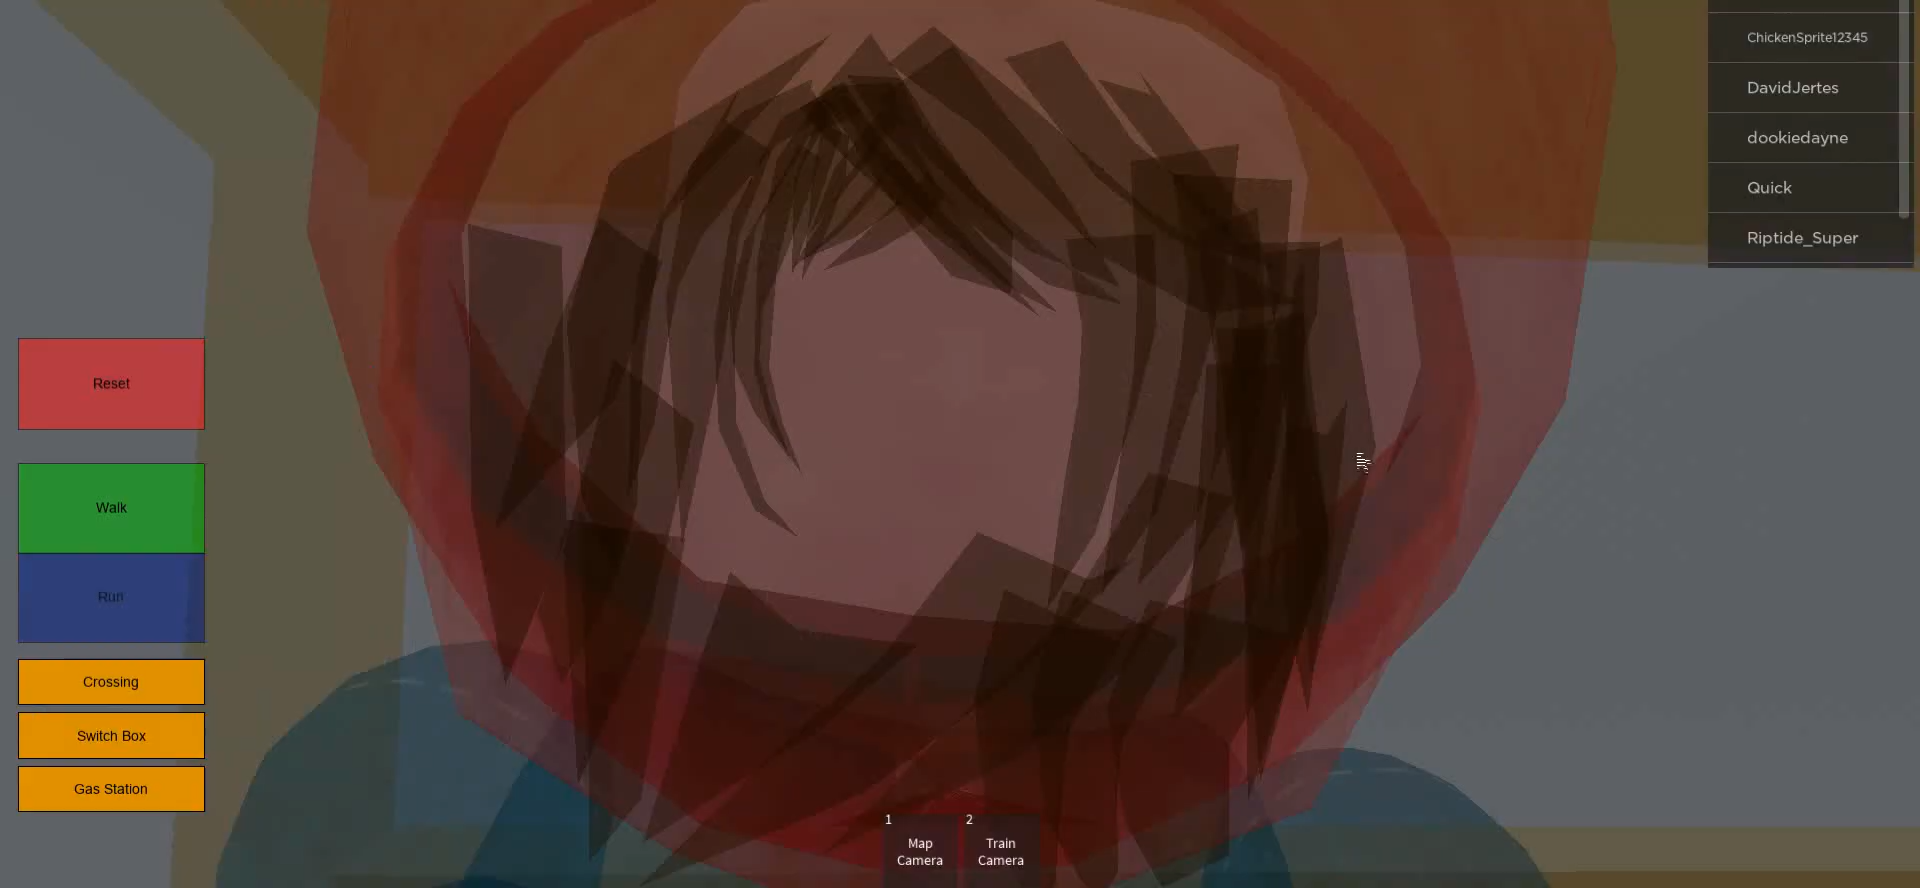 ChickenSprite12345
DavidJertes
dookiedayne
Quick
Riptide_Super
Reset
Walk
Run
Crossing
Switch Box
Gas Station
1
Map
Camera
2
Train
Camera